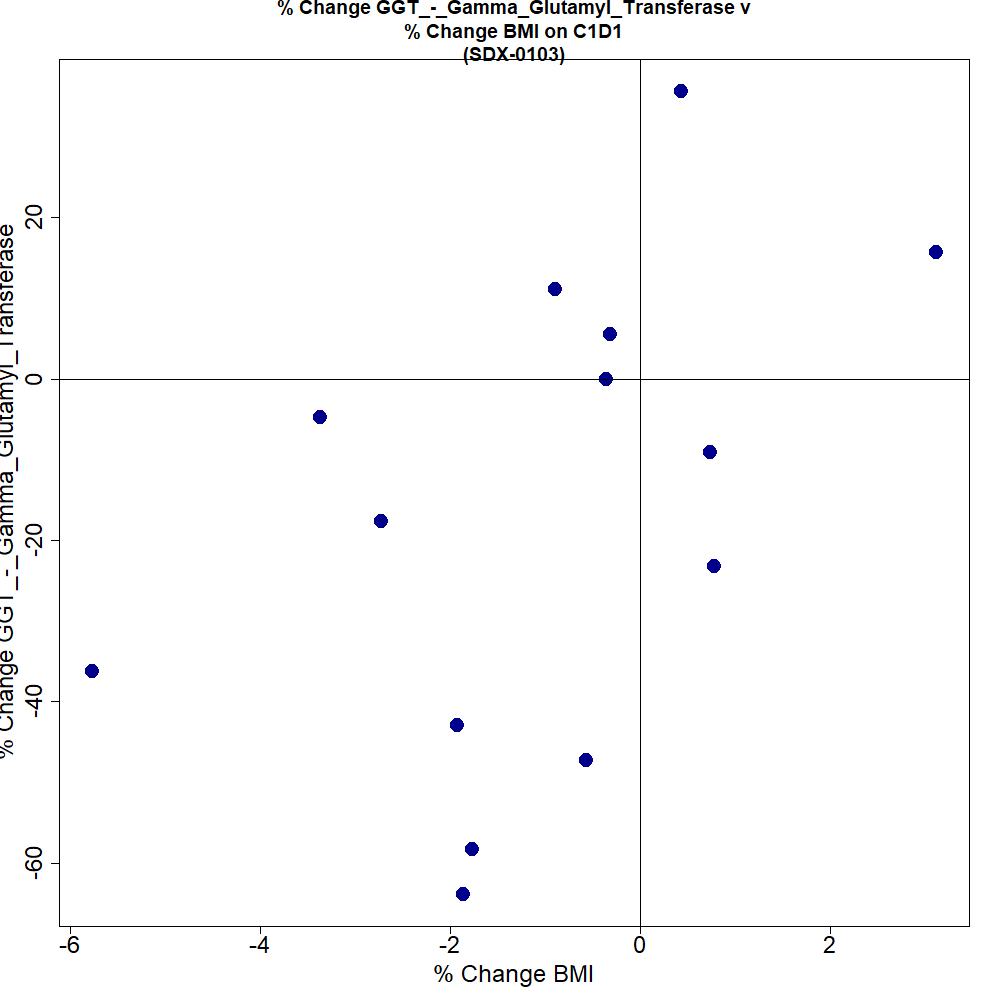 % Change GGT_-_Gamma_Glutamyl_Transferase v
% Change BMI on C1D1
(SDX-0103)
% Change GGT_-_Gamma_Glutamyl_Transferase
20
0
-20
-40
-60
-6 -4 -2 0 2
% Change BMI